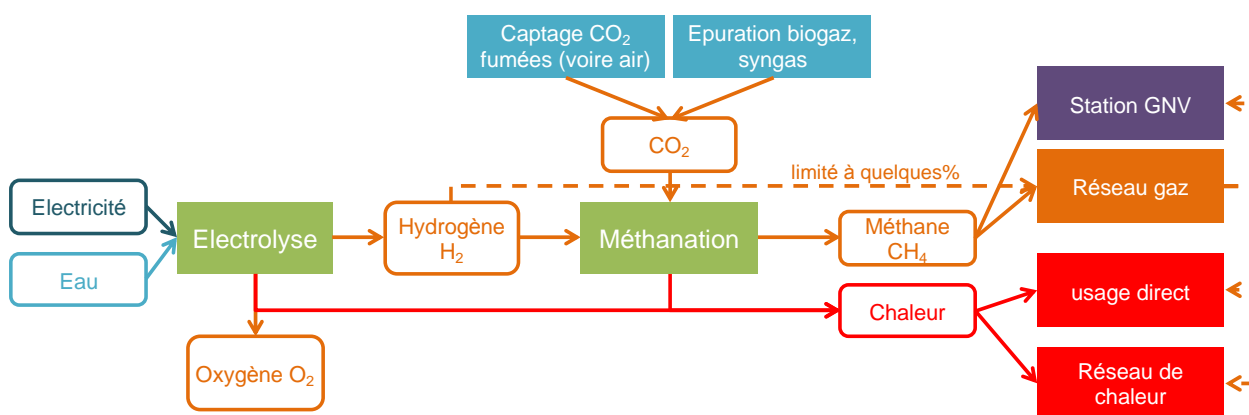 Captage CO₂
fumées (voire air)
Epuration biogaz,
syngas
Station GNV
CO₂
limité à quelques%
Réseau gaz
Electricité
Electrolyse
Hydrogène
H₂
Méthanation
Méthane
CH₄
Eau
Chaleur
usage direct
Oxygène O₂
Réseau de
chaleur